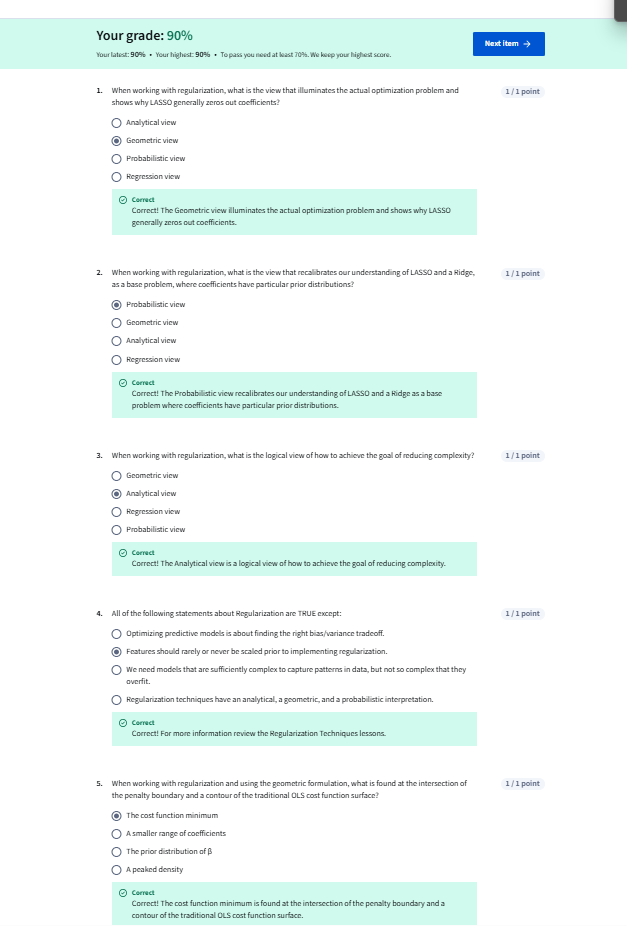 Your grade: 90%
Your latest: 90% • Your highest: 90% • To pass you need at least 70%. We keep your highest score.
Next item →
1. When working with regularization, what is the view that illuminates the actual optimization problem and
shows why LASSO generally zeros out coefficients?
1 / 1 point
Analytical view
Geometric view
Probabilistic view
Regression view
Correct
Correct! The Geometric view illuminates the actual optimization problem and shows why LASSO
generally zeros out coefficients.
2. When working with regularization, what is the view that recalibrates our understanding of LASSO and a Ridge,
as a base problem, where coefficients have particular prior distributions?
1 / 1 point
Probabilistic view
Geometric view
Analytical view
Regression view
Correct
Correct! The Probabilistic view recalibrates our understanding of LASSO and a Ridge as a base
problem where coefficients have particular prior distributions.
3. When working with regularization, what is the logical view of how to achieve the goal of reducing complexity?
1 / 1 point
Geometric view
Analytical view
Regression view
Probabilistic view
Correct
Correct! The Analytical view is a logical view of how to achieve the goal of reducing complexity.
4. All of the following statements about Regularization are TRUE except:
1 / 1 point
Optimizing predictive models is about finding the right bias/variance tradeoff.
Features should rarely or never be scaled prior to implementing regularization.
We need models that are sufficiently complex to capture patterns in data, but not so complex that they
overfit.
Regularization techniques have an analytical, a geometric, and a probabilistic interpretation.
Correct
Correct! For more information review the Regularization Techniques lessons.
5. When working with regularization and using the geometric formulation, what is found at the intersection of
the penalty boundary and a contour of the traditional OLS cost function surface?
1 / 1 point
The cost function minimum
A smaller range of coefficients
The prior distribution of β
A peaked density
Correct
Correct! The cost function minimum is found at the intersection of the penalty boundary and a
contour of the traditional OLS cost function surface.